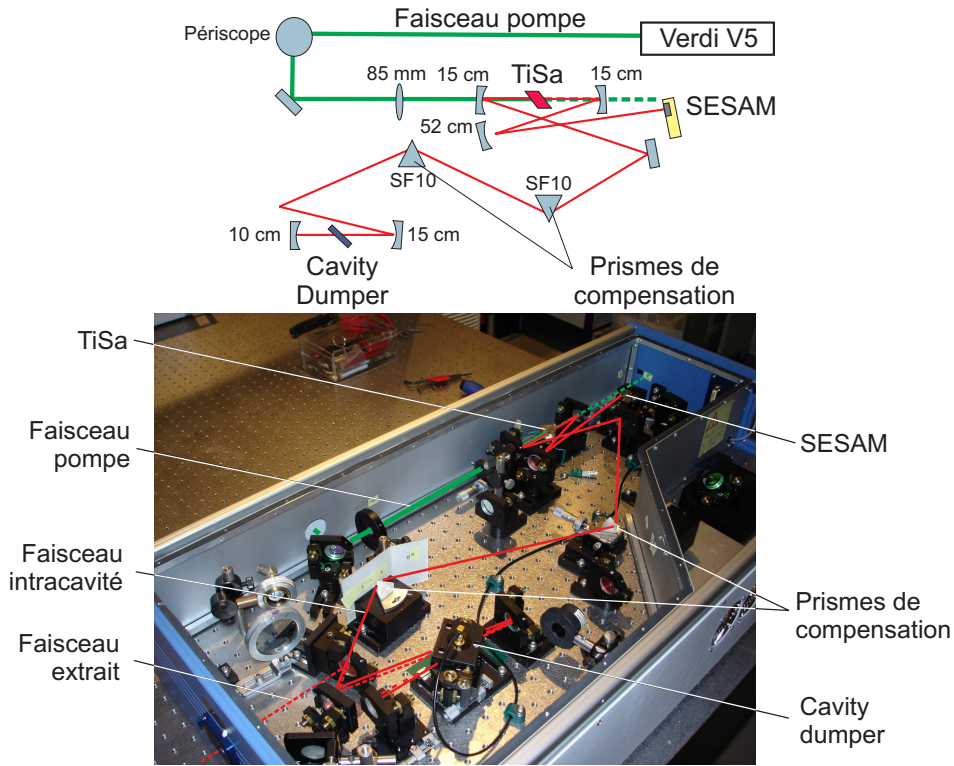 Faisceau pompe
Périscope
Verdi V5
85 mm
15 cm
TiSa
15 cm
SESAM
52 cm
SF10
SF10
10 cm
15 cm
Cavity
Dumper
Prismes de
compensation
TiSa
Faisceau
pompe
SESAM
Faisceau
intracavité
Prismes de
compensation
Faisceau
extrait
Cavity
dumper